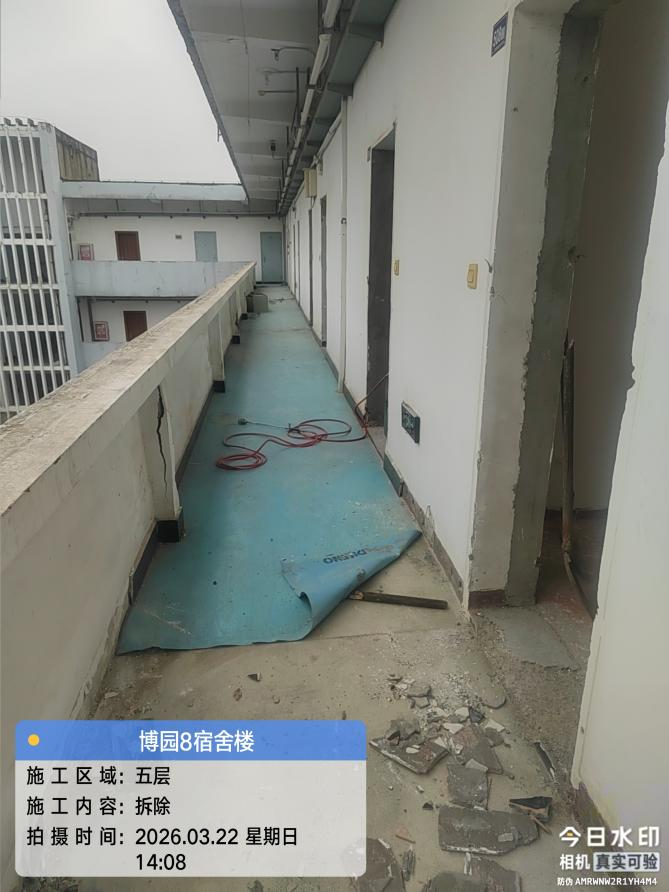 博园8宿舍楼
施工区域：五层
施工内容：拆除
拍摄时间：2026.03.22 星期日
14:08
今日水印
相机 真实可验
防伪 AMRWNW2R1YH4M4